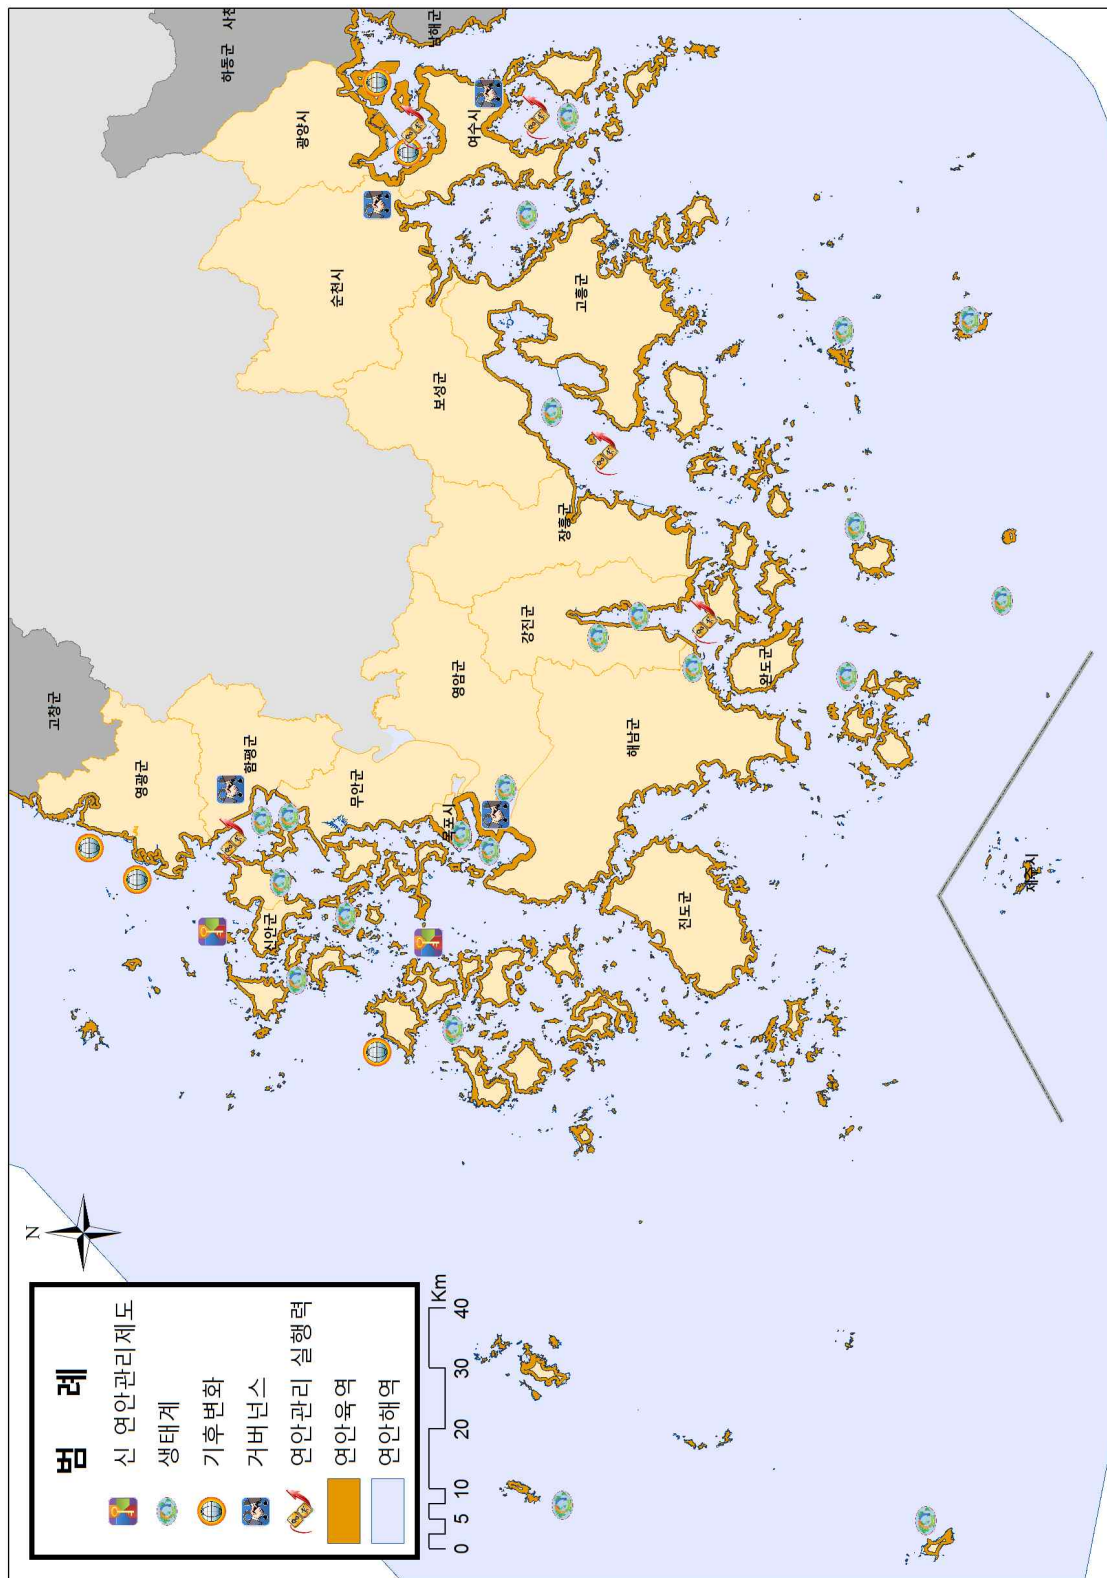 범 례
신 연안관리제도
생태계
기후변화
거버넌스
연안관리 실행력
연안육역
연안해역
0 5 10 20 30 40
Km
N
고창군
영광군
함평군
무안군
신안군
목포시
영암군
강진군
장흥군
해남군
진도군
완도군
보성군
순천시
고흥군
광양시
여수시
하동군
남해군
제주시